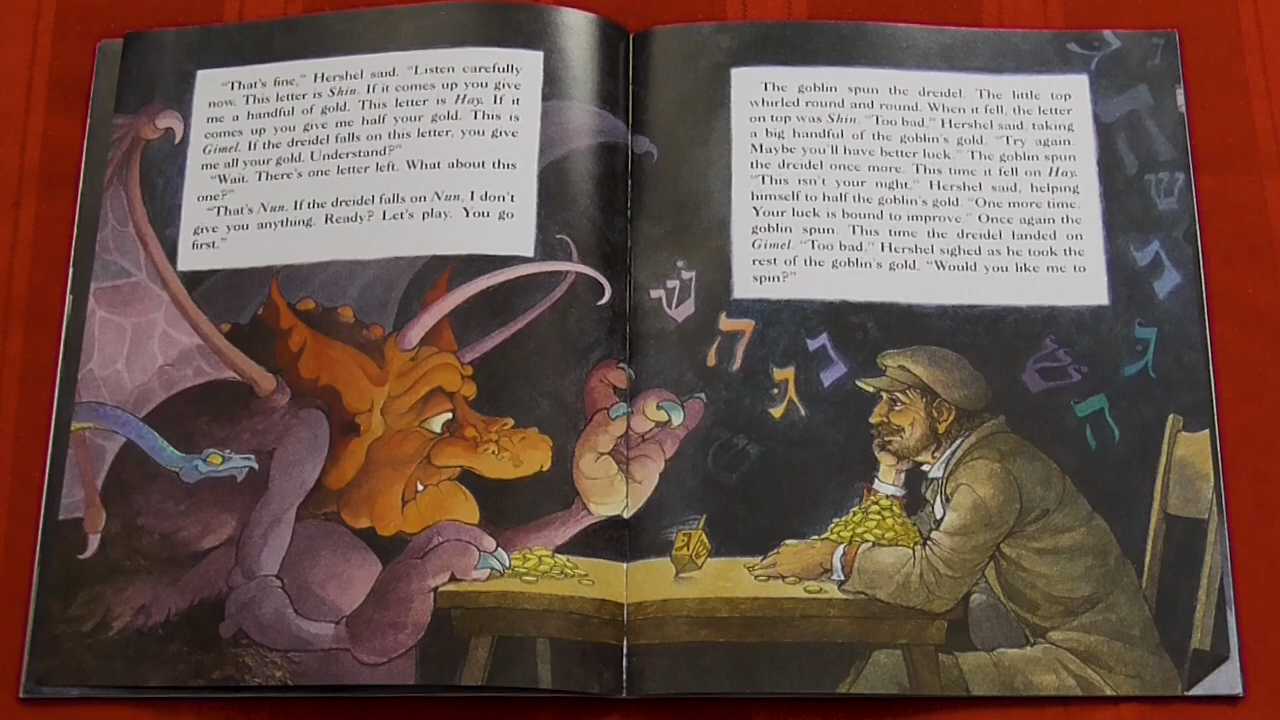 "That's fine," Hershel said. "Listen carefully
now. This letter is Shin. If it comes up you give
me a handful of gold. This letter is Hay. If it
comes up you give me half your gold. This is
Gimel. If the dreidel falls on this letter, you give
me all your gold. Understand?"
"Wait. There's one letter left. What about this
one?"
"That's Nun. If the dreidel falls on Nun, I don't
give you anything. Ready? Let's play. You go
first."
The goblin spun the dreidel. The little top
whirled round and round. When it fell, the letter
on top was Shin. "Too bad," Hershel said, taking
a big handful of the goblin's gold. "Try again.
Maybe you'll have better luck." The goblin spun
the dreidel once more. This time it fell on Hay.
"This isn't your night," Hershel said, helping
himself to half the goblin's gold. "One more time.
Your luck is bound to improve." Once again the
goblin spun. This time the dreidel landed on
Gimel. "Too bad," Hershel sighed as he took the
rest of the goblin's gold. "Would you like me to
spin?"
ש
שׁ
ה
ג
נ
ג
ה
ש
ג ש